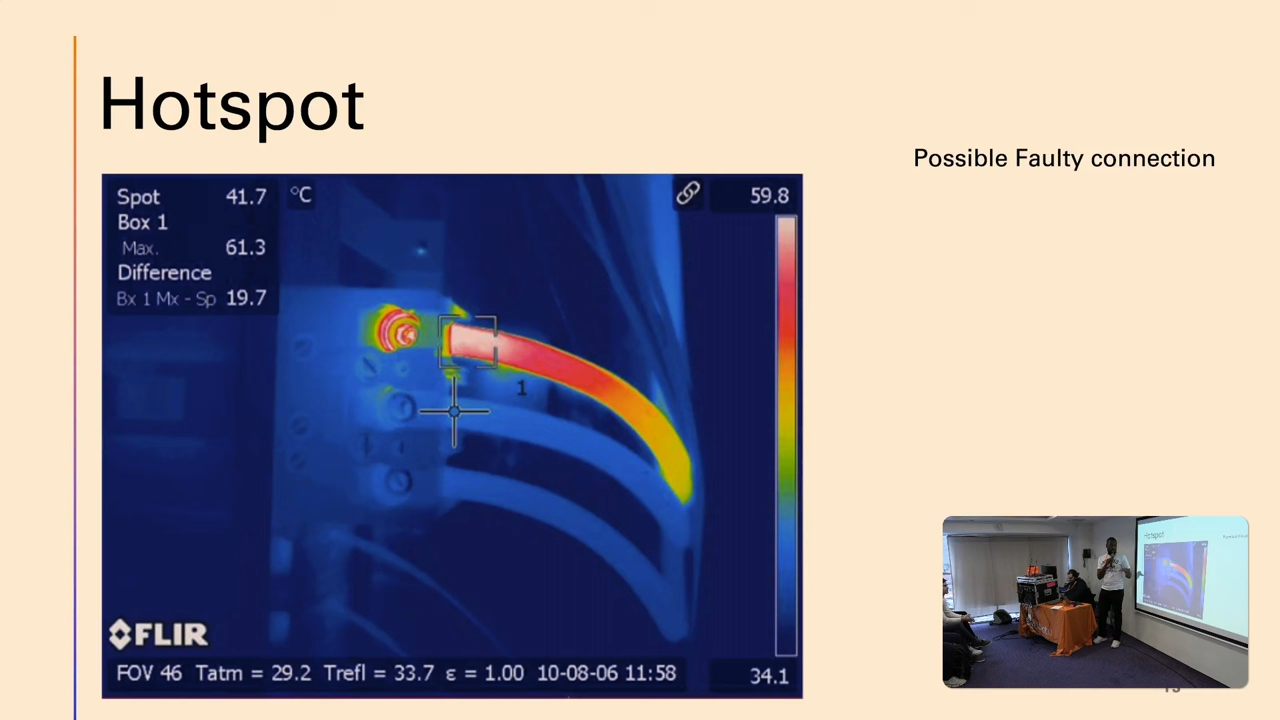 Hotspot
Possible Faulty connection
Spot 41.7 °C 59.8
Box 1
Max. 61.3
Difference
Bx 1 Mx - Sp 19.7
1
FLIR
FOV 46 Tatm = 29.2 Trefl = 33.7 ε = 1.00 10-08-06 11:58 34.1
Hotspot